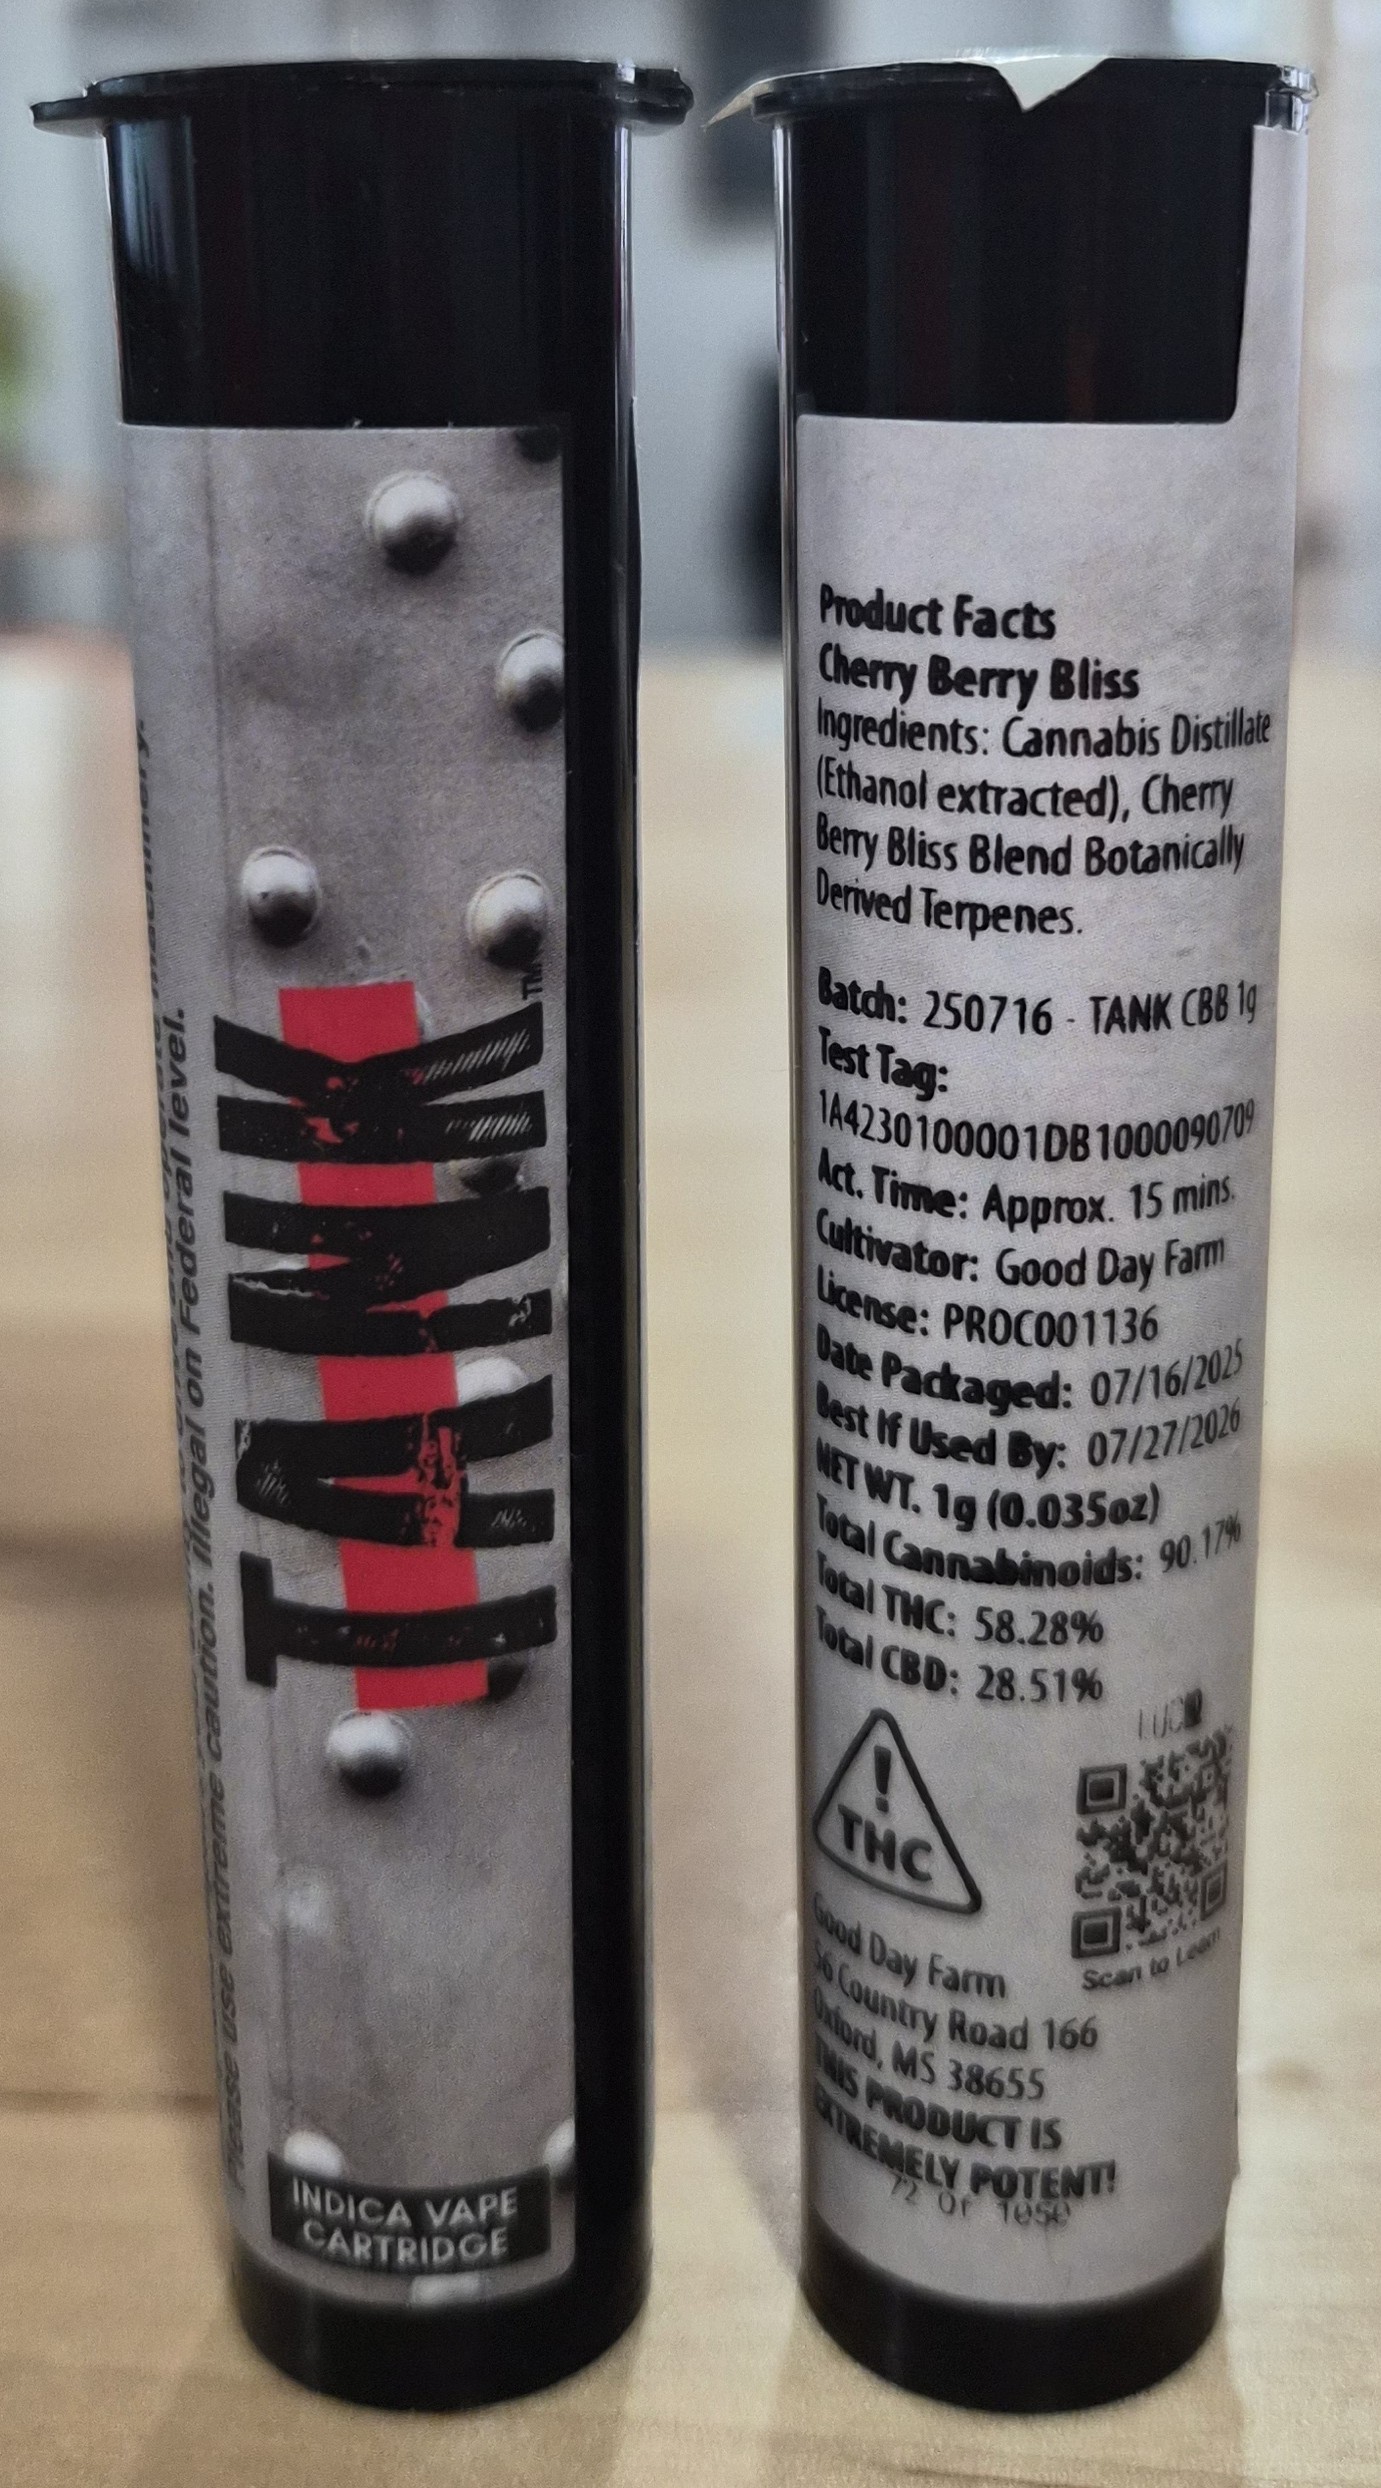 machinery.
Please use extreme caution. Illegal on Federal level.
TANK™
INDICA VAPE
CARTRIDGE
Product Facts
Cherry Berry Bliss
Ingredients: Cannabis Distillate
(Ethanol extracted), Cherry
Berry Bliss Blend Botanically
Derived Terpenes.
Batch: 250716 - TANK CBB 1g
Test Tag:
1A4230100001DB1000090709
Act. Time: Approx. 15 mins.
Cultivator: Good Day Farm
License: PROC001136
Date Packaged: 07/16/2025
Best If Used By: 07/27/2026
NET WT. 1g (0.035oz)
Total Cannabinoids: 90.17%
Total THC: 58.28%
Total CBD: 28.51%
LUCID
!
THC
Scan to Learn
Good Day Farm
56 Country Road 166
Oxford, MS 38655
THIS PRODUCT IS
EXTREMELY POTENT!
72 of 1050